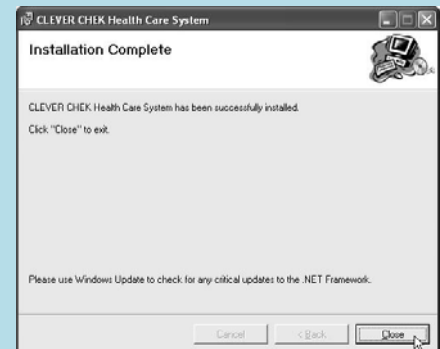 CLEVER CHEK Health Care System
Installation Complete
CLEVER CHEK Health Care System has been successfully installed.
Click "Close" to exit.
Please use Windows Update to check for any critical updates to the .NET Framework.
Cancel < Back Close